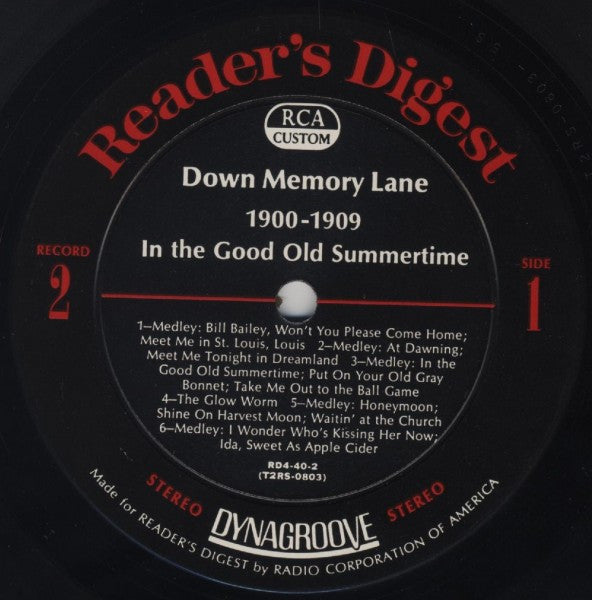 Reader's Digest
RCA
CUSTOM
Down Memory Lane
1900-1909
In the Good Old Summertime
RECORD
2
SIDE
1
1—Medley: Bill Bailey, Won't You Please Come Home;
Meet Me in St. Louis, Louis 2—Medley: At Dawning;
Meet Me Tonight in Dreamland 3—Medley: In the
Good Old Summertime; Put On Your Old Gray
Bonnet; Take Me Out to the Ball Game
4—The Glow Worm 5—Medley: Honeymoon;
Shine On Harvest Moon; Waitin' at the Church
6—Medley: I Wonder Who's Kissing Her Now;
Ida, Sweet As Apple Cider
RD4-40-2
(T2RS-0803)
STEREO
DYNAGROOVE
STEREO
Made for READER'S DIGEST by RADIO CORPORATION OF AMERICA